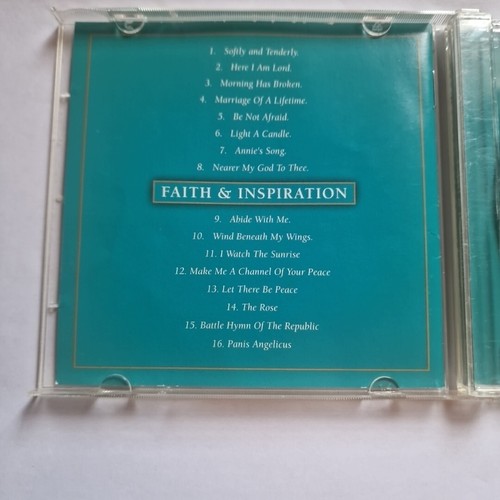 1. Softly and Tenderly.
2. Here I Am Lord.
3. Morning Has Broken.
4. Marriage Of A Lifetime.
5. Be Not Afraid.
6. Light A Candle.
7. Annie's Song.
8. Nearer My God To Thee.
FAITH & INSPIRATION
9. Abide With Me.
10. Wind Beneath My Wings.
11. I Watch The Sunrise
12. Make Me A Channel Of Your Peace
13. Let There Be Peace
14. The Rose
15. Battle Hymn Of The Republic
16. Panis Angelicus